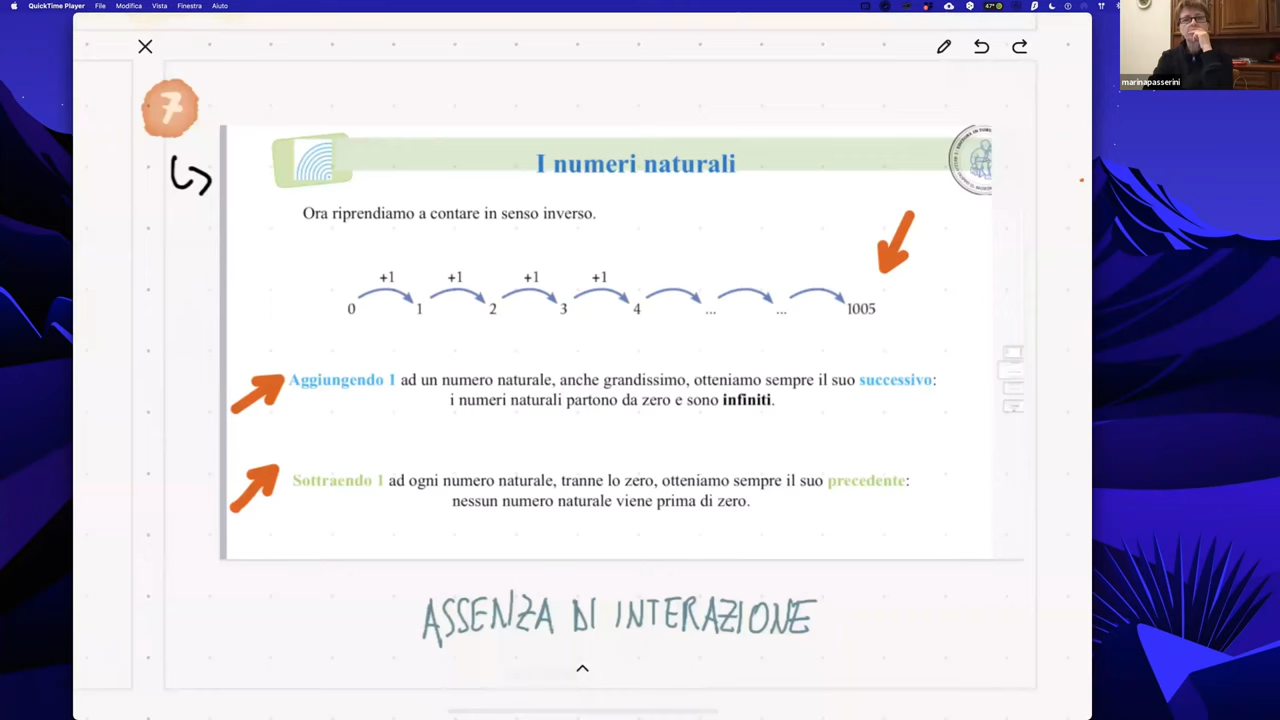 QuickTime Player File Modifica Vista Finestra Aiuto
47°
marinapasserini
7
I numeri naturali
Ora riprendiamo a contare in senso inverso.
+1 +1 +1 +1
0 1 2 3 4 ... ... 1005
Aggiungendo 1 ad un numero naturale, anche grandissimo, otteniamo sempre il suo successivo:
i numeri naturali partono da zero e sono infiniti.
Sottraendo 1 ad ogni numero naturale, tranne lo zero, otteniamo sempre il suo precedente:
nessun numero naturale viene prima di zero.
ASSENZA DI INTERAZIONE